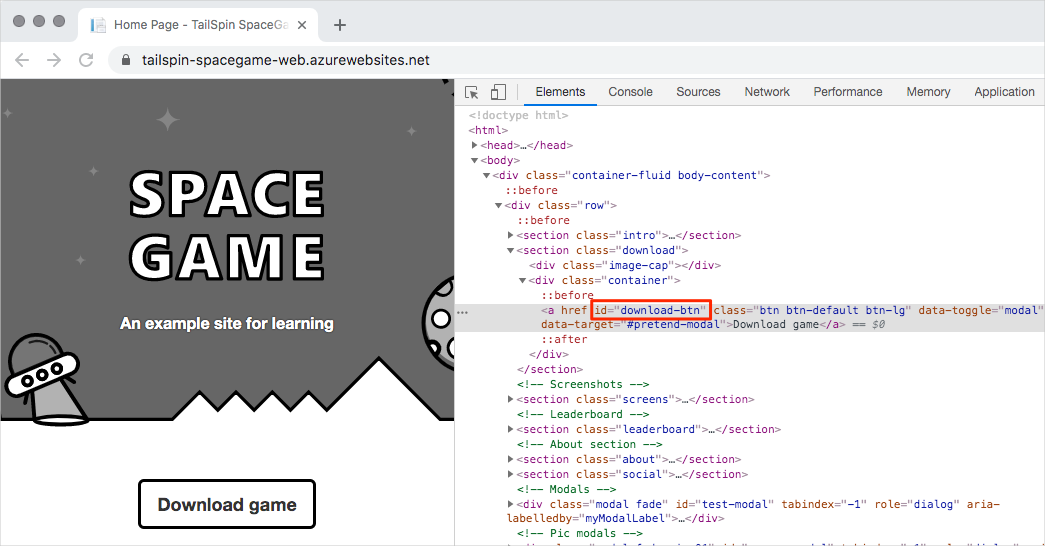 Home Page - TailSpin SpaceGa
tailspin-spacegame-web.azurewebsites.net
SPACE
GAME
An example site for learning
Download game
Elements Console Sources Network Performance Memory Application
<!doctype html>
<html>
<head>…</head>
<body>
<div class="container-fluid body-content">
::before
<div class="row">
::before
<section class="intro">…</section>
<section class="download">
<div class="image-cap"></div>
<div class="container">
::before
<a href id="download-btn" class="btn btn-default btn-lg" data-toggle="modal"
data-target="#pretend-modal">Download game</a> == $0
::after
</div>
</section>
<!-- Screenshots -->
<section class="screens">…</section>
<!-- Leaderboard -->
<section class="leaderboard">…</section>
<!-- About section -->
<section class="about">…</section>
<section class="social">…</section>
<!-- Modals -->
<div class="modal fade" id="test-modal" tabindex="-1" role="dialog" aria-
labelledby="myModalLabel">…</div>
<!-- Pic modals -->